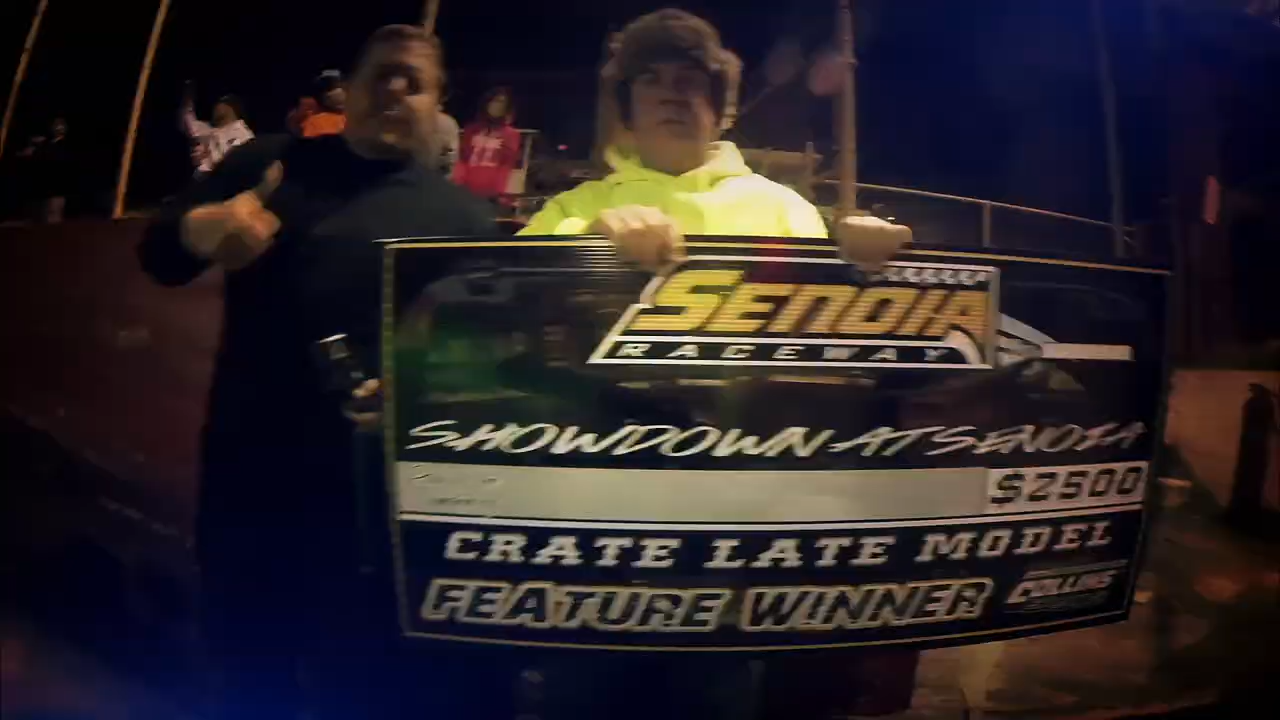 SENOIA
RACEWAY
SHOWDOWN AT SENOIA
$2500
CRATE LATE MODEL
FEATURE WINNER
COLLINS